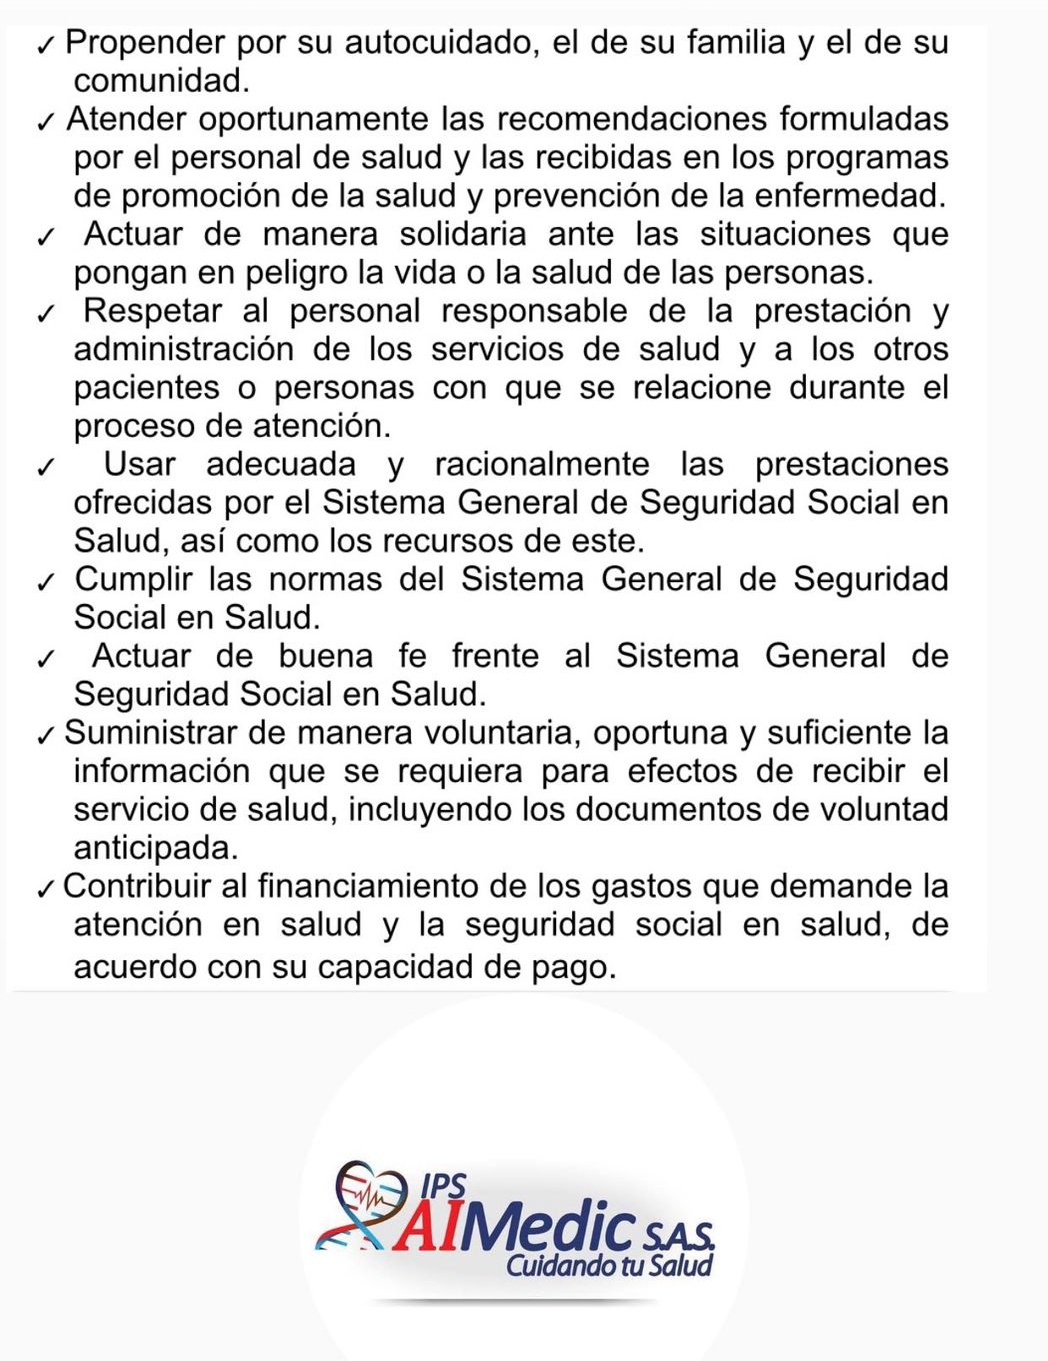 ✓ Propender por su autocuidado, el de su familia y el de su
comunidad.
✓ Atender oportunamente las recomendaciones formuladas
por el personal de salud y las recibidas en los programas
de promoción de la salud y prevención de la enfermedad.
✓ Actuar de manera solidaria ante las situaciones que
pongan en peligro la vida o la salud de las personas.
✓ Respetar al personal responsable de la prestación y
administración de los servicios de salud y a los otros
pacientes o personas con que se relacione durante el
proceso de atención.
✓ Usar adecuada y racionalmente las prestaciones
ofrecidas por el Sistema General de Seguridad Social en
Salud, así como los recursos de este.
✓ Cumplir las normas del Sistema General de Seguridad
Social en Salud.
✓ Actuar de buena fe frente al Sistema General de
Seguridad Social en Salud.
✓ Suministrar de manera voluntaria, oportuna y suficiente la
información que se requiera para efectos de recibir el
servicio de salud, incluyendo los documentos de voluntad
anticipada.
✓ Contribuir al financiamiento de los gastos que demande la
atención en salud y la seguridad social en salud, de
acuerdo con su capacidad de pago.
IPS
AIMedic S.A.S.
Cuidando tu Salud